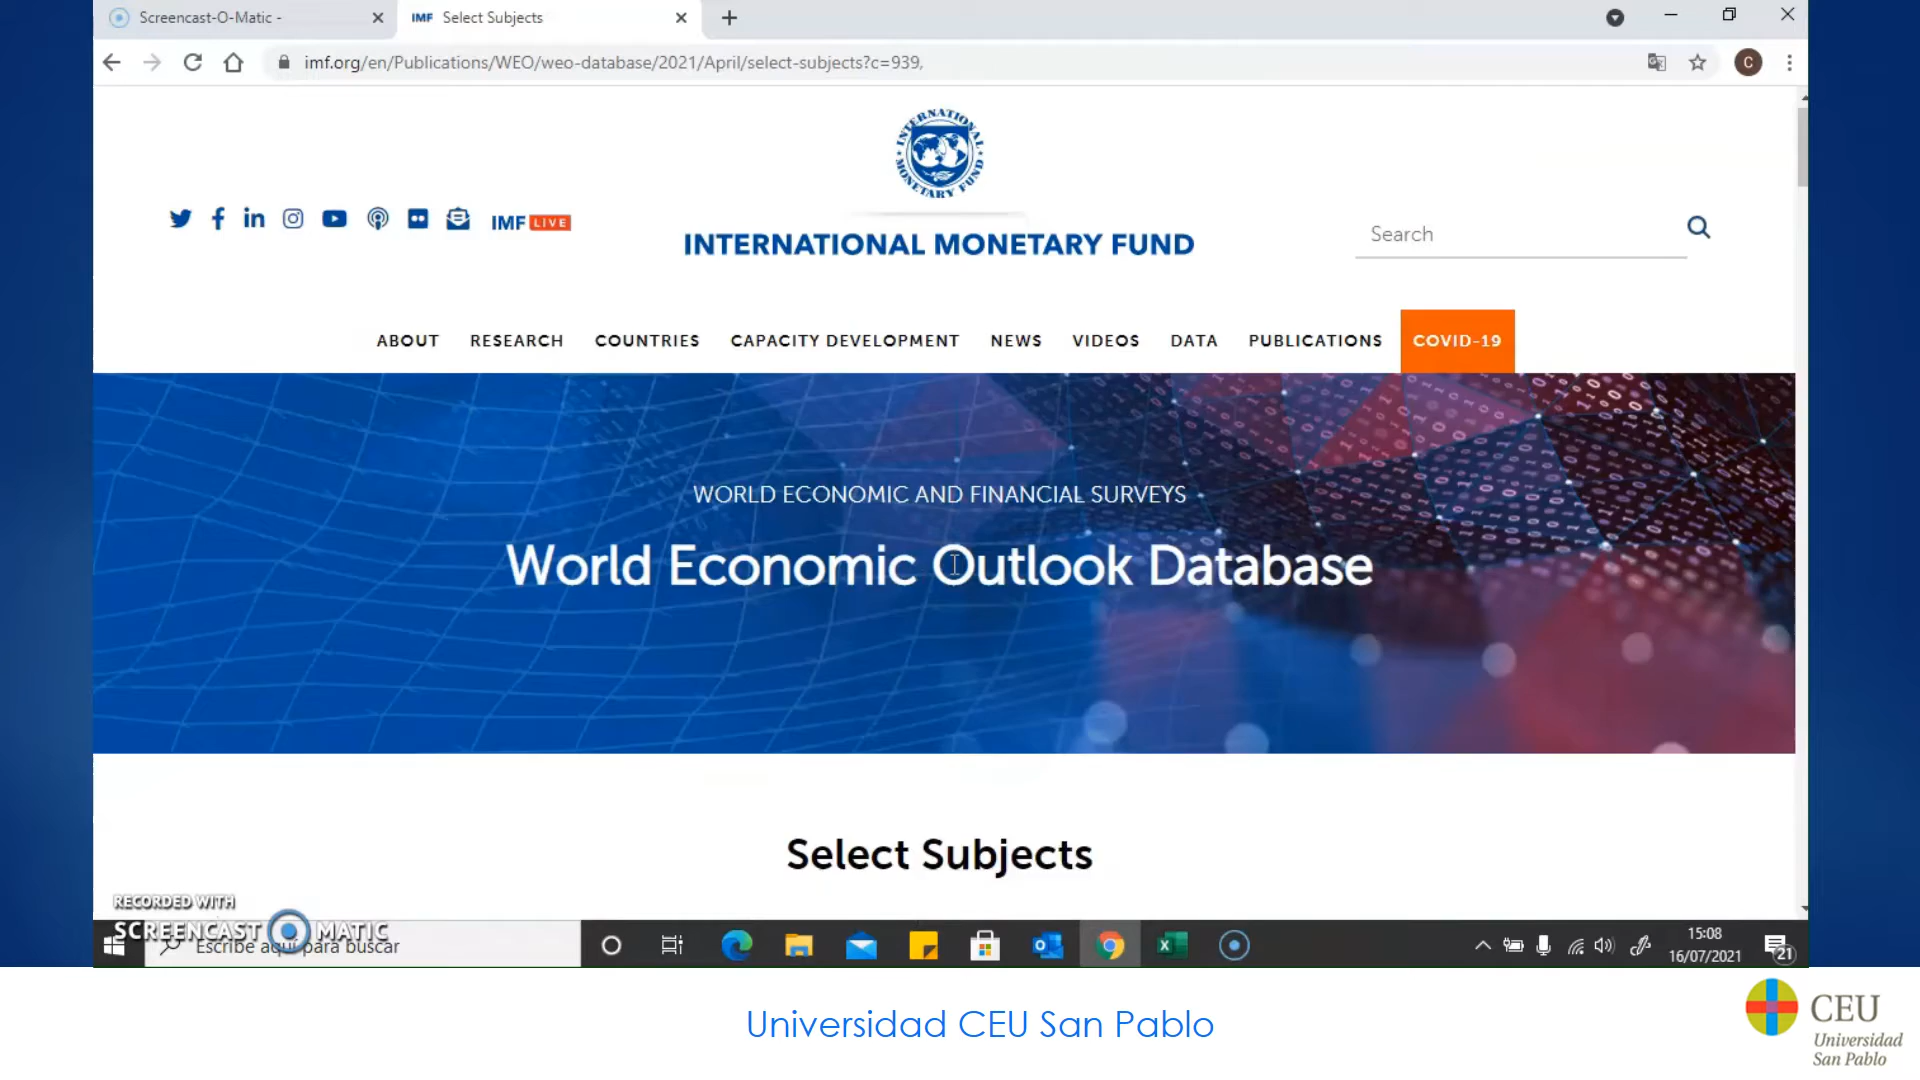 Screencast-O-Matic -
IMF Select Subjects
imf.org/en/Publications/WEO/weo-database/2021/April/select-subjects?c=939,
C
INTERNATIONAL MONETARY FUND
IMF LIVE
INTERNATIONAL MONETARY FUND
Search
ABOUT RESEARCH COUNTRIES CAPACITY DEVELOPMENT NEWS VIDEOS DATA PUBLICATIONS COVID-19
WORLD ECONOMIC AND FINANCIAL SURVEYS
World Economic Outlook Database
Select Subjects
RECORDED WITH
SCREENCAST MATIC
Escribe aquí para buscar
15:08
16/07/2021
21
Universidad CEU San Pablo
CEU
Universidad
San Pablo